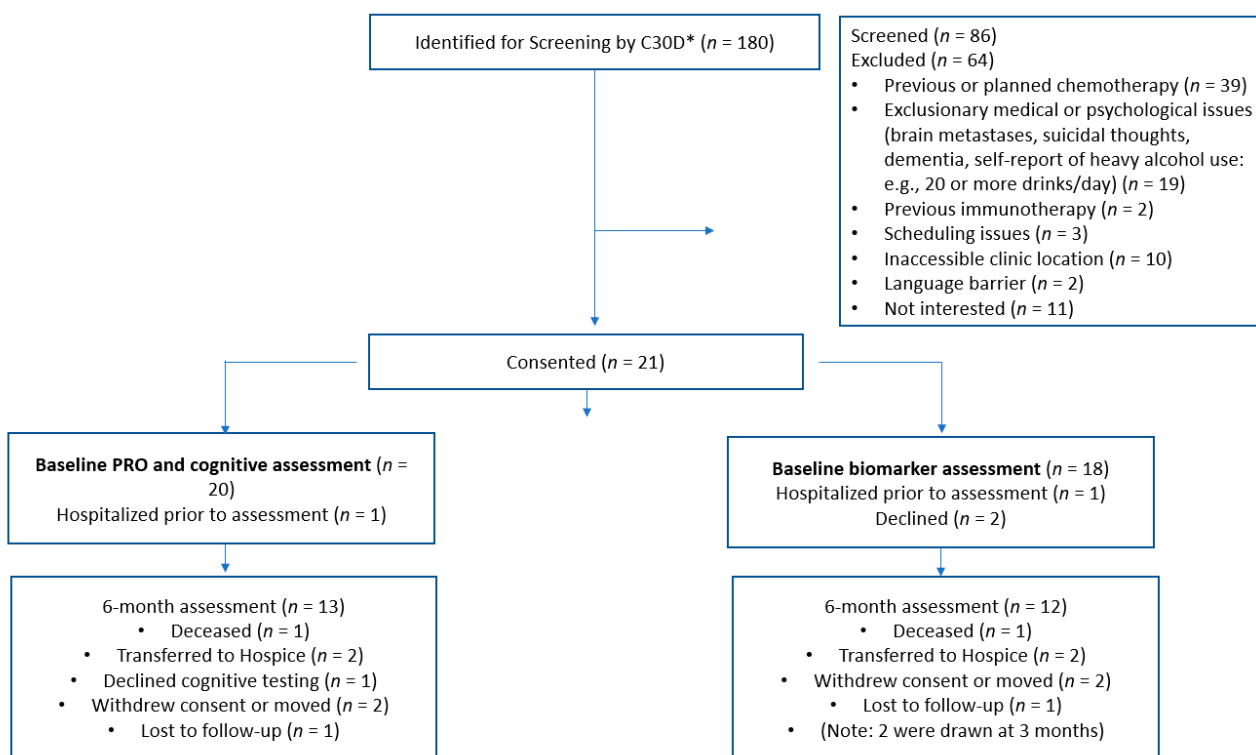 Identified for Screening by C30D* (n = 180)
Screened (n = 86)
Excluded (n = 64)
• Previous or planned chemotherapy (n = 39)
• Exclusionary medical or psychological issues
(brain metastases, suicidal thoughts,
dementia, self-report of heavy alcohol use:
e.g., 20 or more drinks/day) (n = 19)
• Previous immunotherapy (n = 2)
• Scheduling issues (n = 3)
• Inaccessible clinic location (n = 10)
• Language barrier (n = 2)
• Not interested (n = 11)
Consented (n = 21)
Baseline PRO and cognitive assessment (n =
20)
Hospitalized prior to assessment (n = 1)
Baseline biomarker assessment (n = 18)
Hospitalized prior to assessment (n = 1)
Declined (n = 2)
6-month assessment (n = 13)
• Deceased (n = 1)
• Transferred to Hospice (n = 2)
• Declined cognitive testing (n = 1)
• Withdrew consent or moved (n = 2)
• Lost to follow-up (n = 1)
6-month assessment (n = 12)
• Deceased (n = 1)
• Transferred to Hospice (n = 2)
• Withdrew consent or moved (n = 2)
• Lost to follow-up (n = 1)
• (Note: 2 were drawn at 3 months)